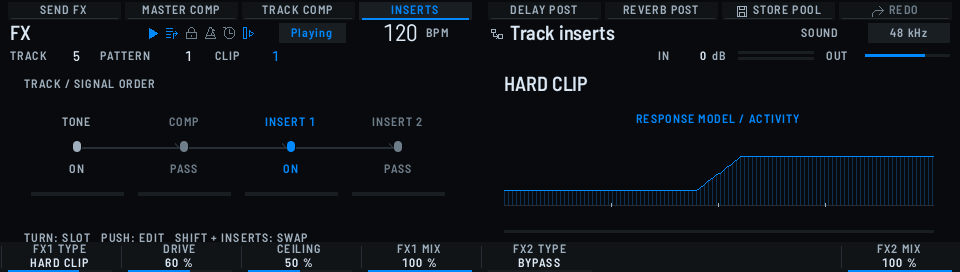 SEND FX MASTER COMP TRACK COMP INSERTS DELAY POST REVERB POST STORE POOL REDO
FX Playing 120 BPM Track inserts SOUND 48 kHz
TRACK 5 PATTERN 1 CLIP 1 IN 0 dB OUT
TRACK / SIGNAL ORDER HARD CLIP
TONE COMP INSERT 1 INSERT 2 RESPONSE MODEL / ACTIVITY
ON PASS ON PASS
TURN: SLOT PUSH: EDIT SHIFT + INSERTS: SWAP
FX1 TYPE DRIVE CEILING FX1 MIX FX2 TYPE FX2 MIX
HARD CLIP 60 % 50 % 100 % BYPASS 100 %